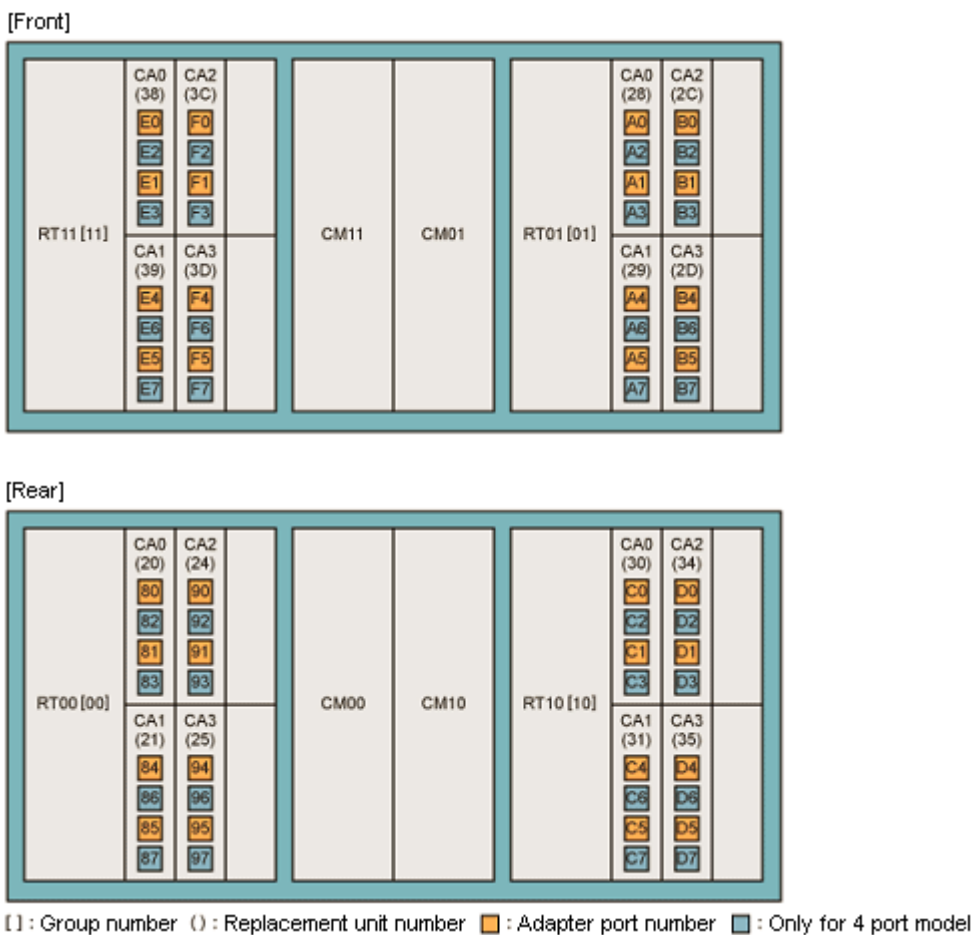 [Front]
CA0 CA2 CA0 CA2
(38) (3C) (28) (2C)
E0 F0 A0 B0
E2 F2 A2 B2
E1 F1 A1 B1
E3 F3 A3 B3
RT11 [11] CM11 CM01 RT01 [01]
CA1 CA3 CA1 CA3
(39) (3D) (29) (2D)
E4 F4 A4 B4
E6 F6 A6 B6
E5 F5 A5 B5
E7 F7 A7 B7
[Rear]
CA0 CA2 CA0 CA2
(20) (24) (30) (34)
80 90 C0 D0
82 92 C2 D2
81 91 C1 D1
83 93 C3 D3
RT00 [00] CM00 CM10 RT10 [10]
CA1 CA3 CA1 CA3
(21) (25) (31) (35)
84 94 C4 D4
86 96 C6 D6
85 95 C5 D5
87 97 C7 D7
[ ] : Group number () : Replacement unit number : Adapter port number : Only for 4 port model